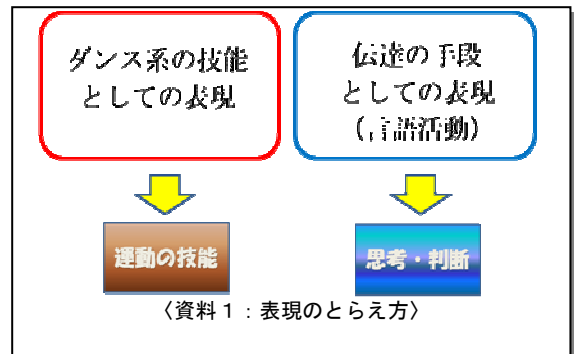 ダンス系の技能
としての表現
伝達の手段
としての表現
(言語活動)
運動の技能
思考・判断
〈資料1:表現のとらえ方〉